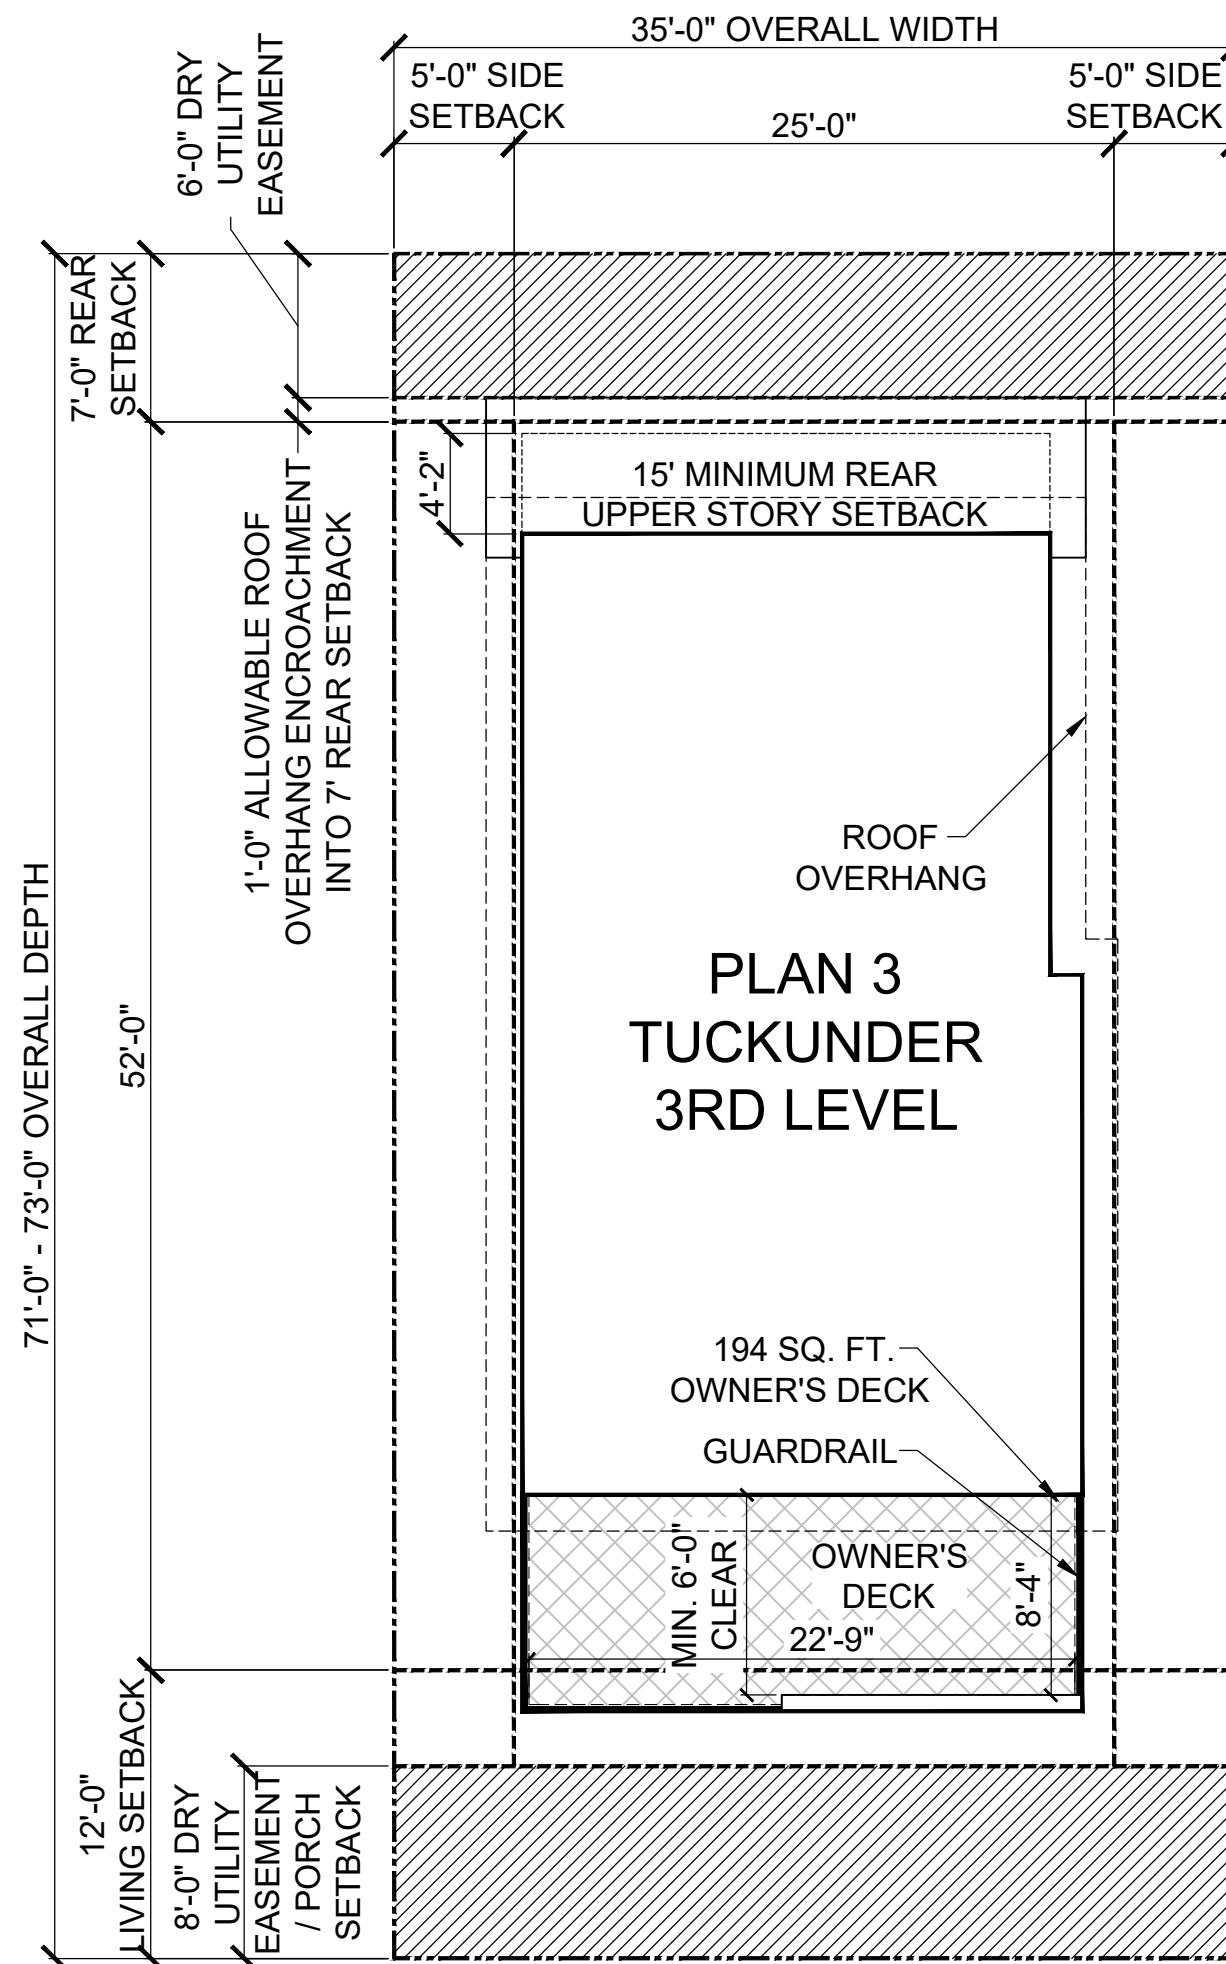 35'-0" OVERALL WIDTH
5'-0" SIDE
SETBACK
25'-0"
5'-0" SIDE
SETBACK
6'-0" DRY
UTILITY
EASEMENT
7'-0" REAR
SETBACK
4'-2"
15' MINIMUM REAR
UPPER STORY SETBACK
1'-0" ALLOWABLE ROOF
OVERHANG ENCROACHMENT
INTO 7' REAR SETBACK
ROOF
OVERHANG
71'-0" - 73'-0" OVERALL DEPTH
52'-0"
PLAN 3
TUCKUNDER
3RD LEVEL
194 SQ. FT.
OWNER'S DECK
GUARDRAIL
MIN. 6'-0"
CLEAR
OWNER'S
DECK
22'-9"
8'-4"
12'-0"
LIVING SETBACK
8'-0" DRY
UTILITY
EASEMENT
/ PORCH
SETBACK